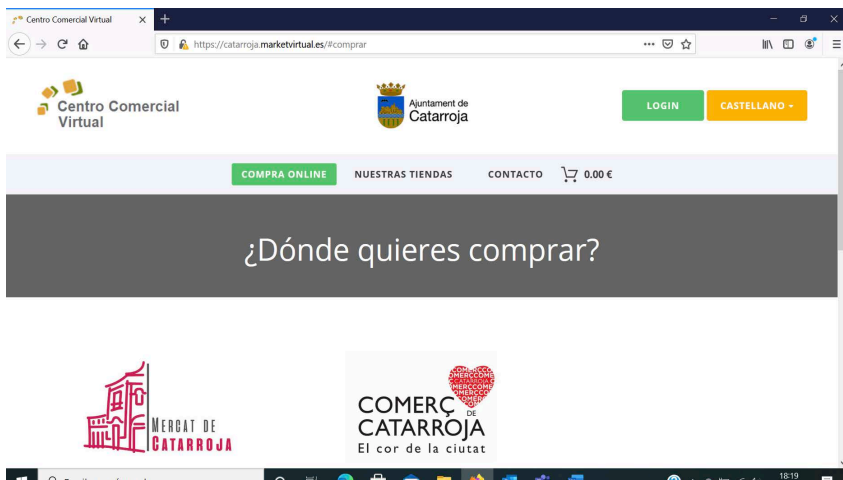 Centro Comercial Virtual
https://catarroja.marketvirtual.es/#comprar
Centro Comercial
Virtual
Ajuntament de
Catarroja
LOGIN
CASTELLANO
COMPRA ONLINE
NUESTRAS TIENDAS
CONTACTO
0.00 €
¿Dónde quieres comprar?
MERCAT DE
CATARROJA
COMERÇ
DE
CATARROJA
El cor de la ciutat
18:19